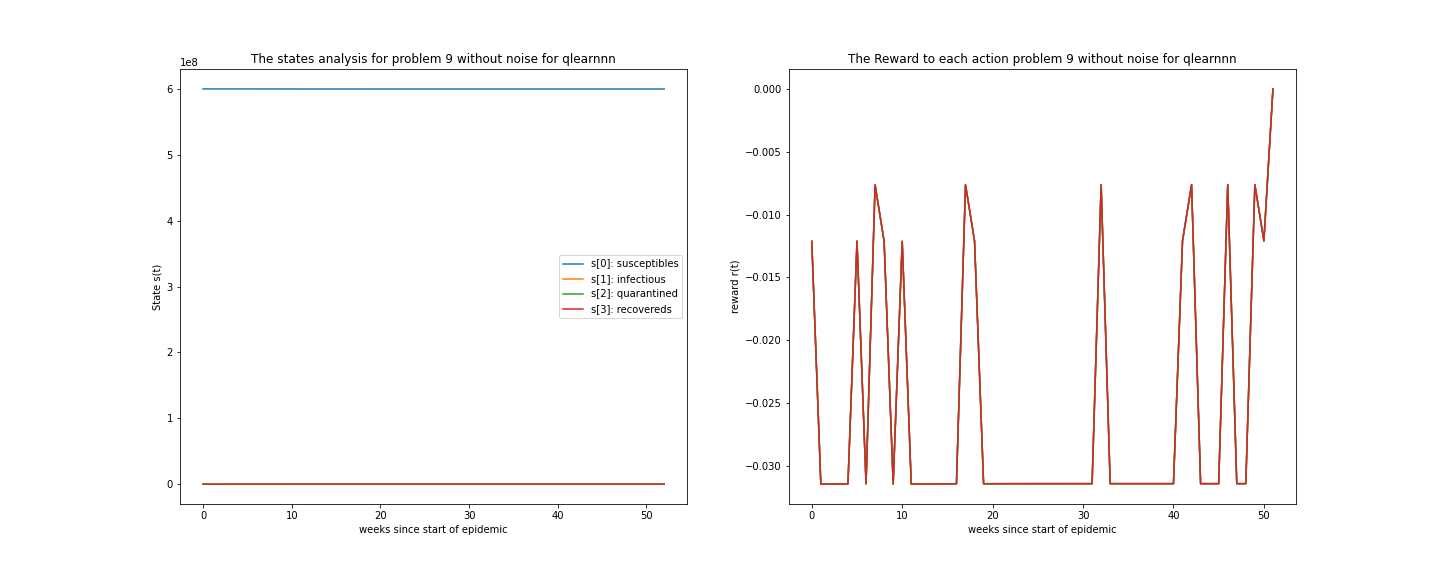 The states analysis for problem 9 without noise for qlearnnn
1e8
6
5
4
3
2
1
0
State s(t)
s[0]: susceptibles
s[1]: infectious
s[2]: quarantined
s[3]: recovereds
0 10 20 30 40 50
weeks since start of epidemic
The Reward to each action problem 9 without noise for qlearnnn
0.000
−0.005
−0.010
−0.015
−0.020
−0.025
−0.030
reward r(t)
0 10 20 30 40 50
weeks since start of epidemic